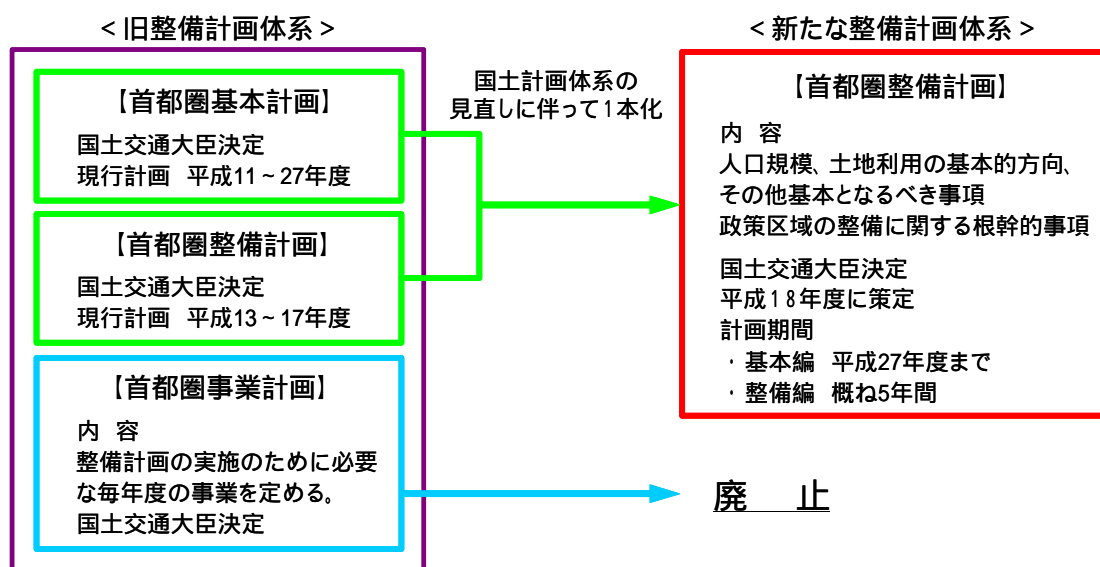 <旧整備計画体系>
【首都圏基本計画】
国土交通大臣決定
現行計画 平成11~27年度
【首都圏整備計画】
国土交通大臣決定
現行計画 平成13~17年度
【首都圏事業計画】
内 容
整備計画の実施のために必要
な毎年度の事業を定める。
国土交通大臣決定
国土計画体系の
見直しに伴って1本化
<新たな整備計画体系>
【首都圏整備計画】
内 容
人口規模、土地利用の基本的方向、
その他基本となるべき事項
政策区域の整備に関する根幹的事項
国土交通大臣決定
平成18年度に策定
計画期間
・基本編 平成27年度まで
・整備編 概ね5年間
廃 止